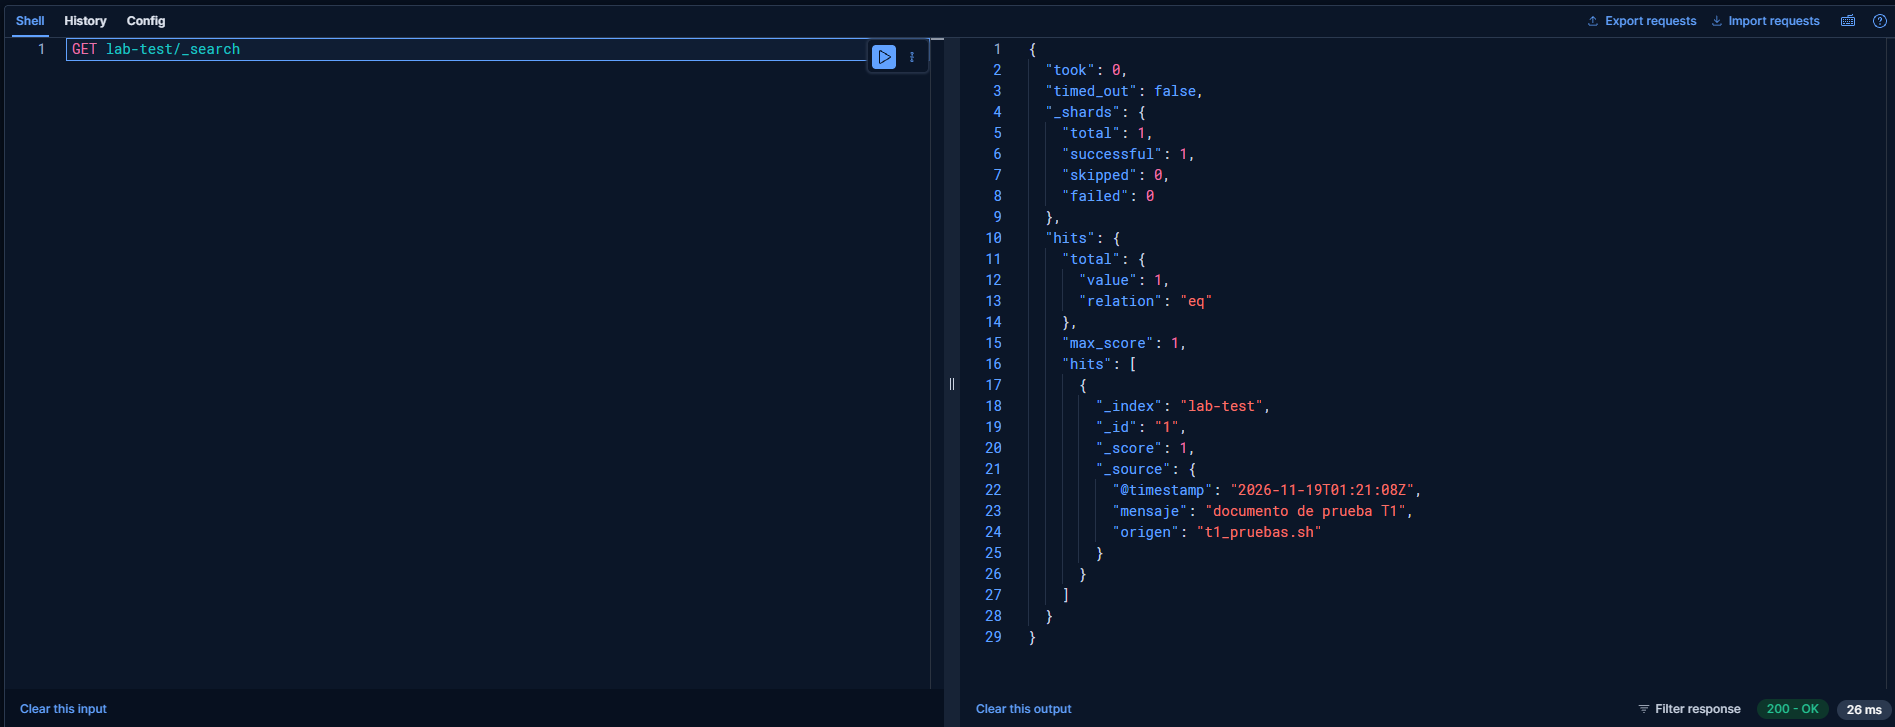 Shell History Config
Export requests Import requests
1 GET lab-test/_search
1 {
2 "took": 0,
3 "timed_out": false,
4 "_shards": {
5 "total": 1,
6 "successful": 1,
7 "skipped": 0,
8 "failed": 0
9 },
10 "hits": {
11 "total": {
12 "value": 1,
13 "relation": "eq"
14 },
15 "max_score": 1,
16 "hits": [
17 {
18 "_index": "lab-test",
19 "_id": "1",
20 "_score": 1,
21 "_source": {
22 "@timestamp": "2026-11-19T01:21:08Z",
23 "mensaje": "documento de prueba T1",
24 "origen": "t1_pruebas.sh"
25 }
26 }
27 ]
28 }
29 }
Clear this input
Clear this output
Filter response 200 - OK 26 ms